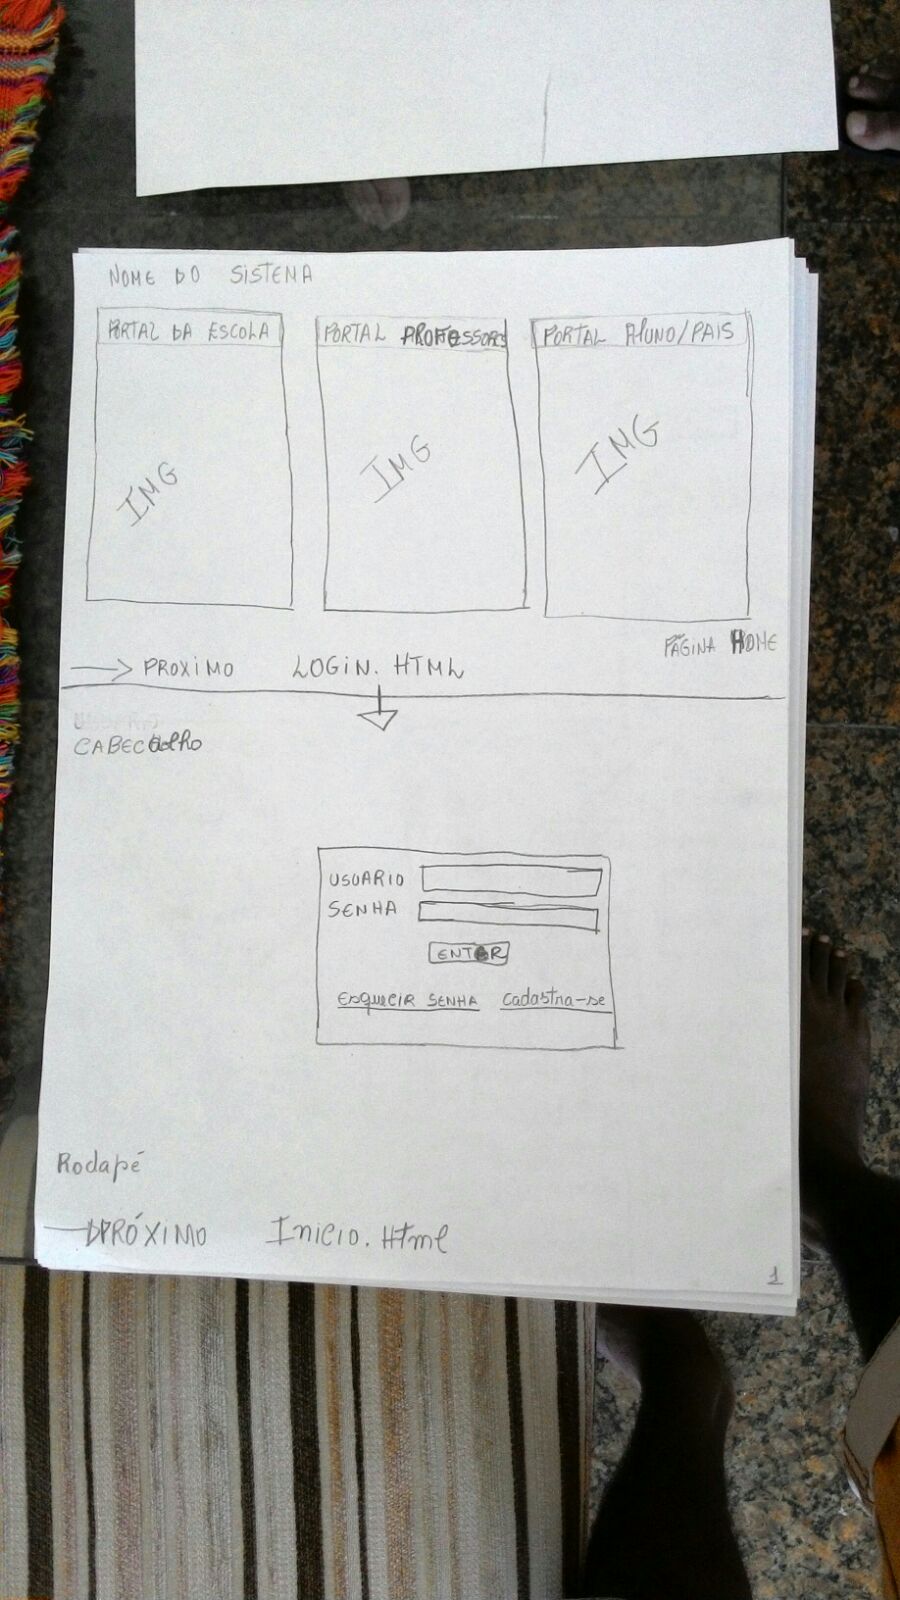 NOME DO SISTEMA
PORTAL DA ESCOLA
PORTAL PROFESSORES
PORTAL ALUNO/PAIS
IMG
IMG
IMG
PÁGINA HOME
PROXIMO LOGIN. HTML
CABECAlho
USUARIO
SENHA
ENTER
EsquecIR SENHA cadastra-se
Rodapé
PRÓXIMO INICIO. HTml
1